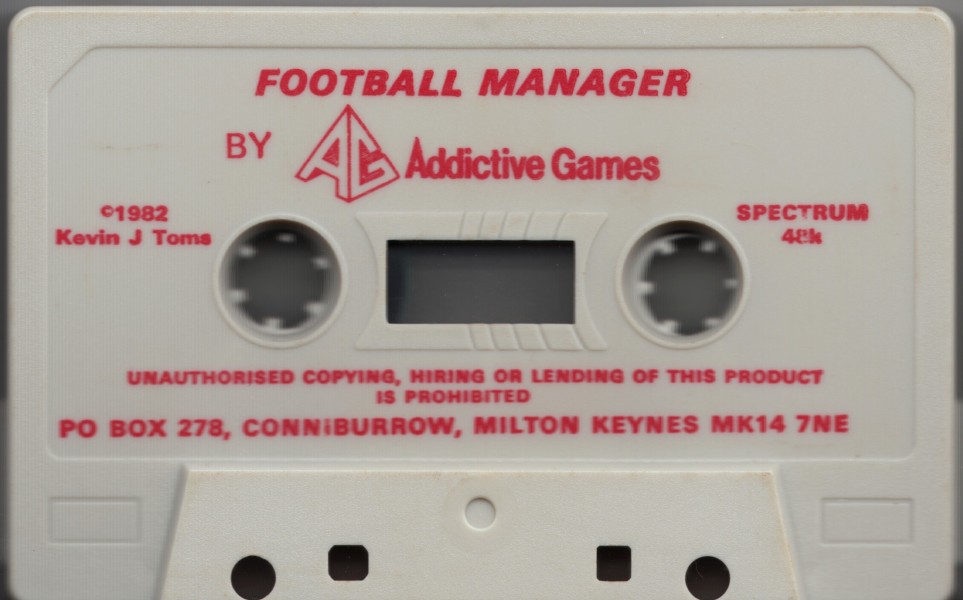 FOOTBALL MANAGER
BY AG Addictive Games
©1982
Kevin J Toms
SPECTRUM
48k
UNAUTHORISED COPYING, HIRING OR LENDING OF THIS PRODUCT
IS PROHIBITED
PO BOX 278, CONNiBURROW, MILTON KEYNES MK14 7NE